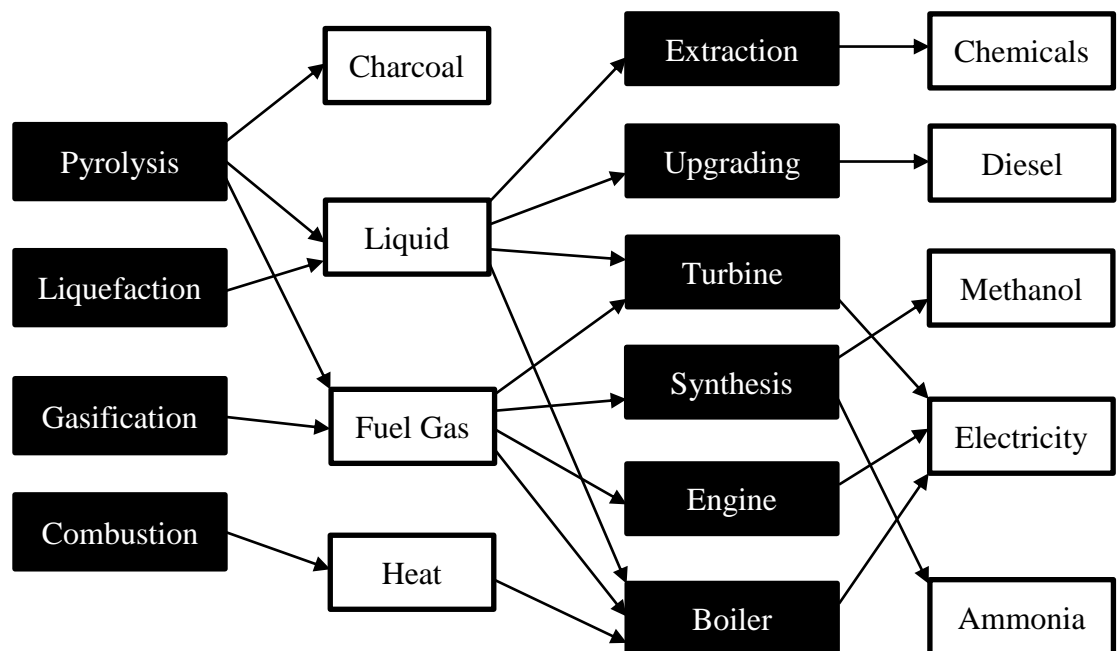 Charcoal
Extraction
Chemicals
Pyrolysis
Upgrading
Diesel
Liquid
Liquefaction
Turbine
Methanol
Gasification
Fuel Gas
Synthesis
Electricity
Engine
Combustion
Heat
Boiler
Ammonia